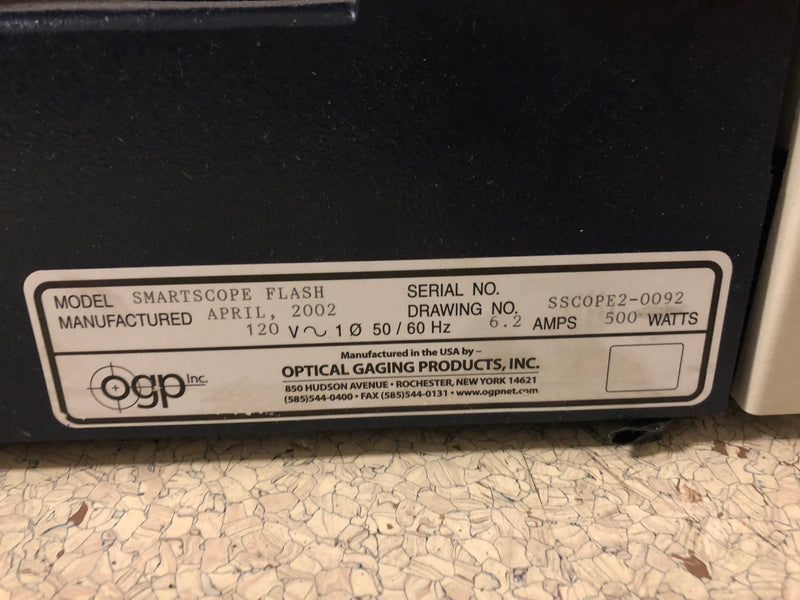 MODEL SMARTSCOPE FLASH SERIAL NO.
MANUFACTURED APRIL, 2002 DRAWING NO. SSCOPE2-0092
120 V ~ 1 Ø 50 / 60 Hz 6.2 AMPS 500 WATTS
ogp Inc.
Manufactured in the USA by –
OPTICAL GAGING PRODUCTS, INC.
850 HUDSON AVENUE • ROCHESTER, NEW YORK 14621
(585)544-0400 • FAX (585)544-0131 • www.ogpnet.com